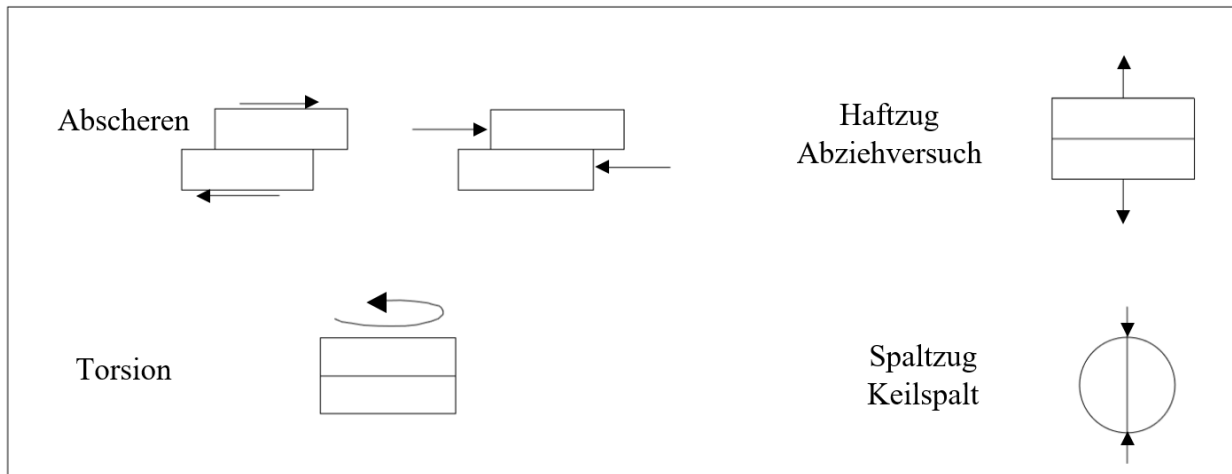 Abscheren
Haftzug
Abziehversuch
Torsion
Spaltzug
Keilspalt